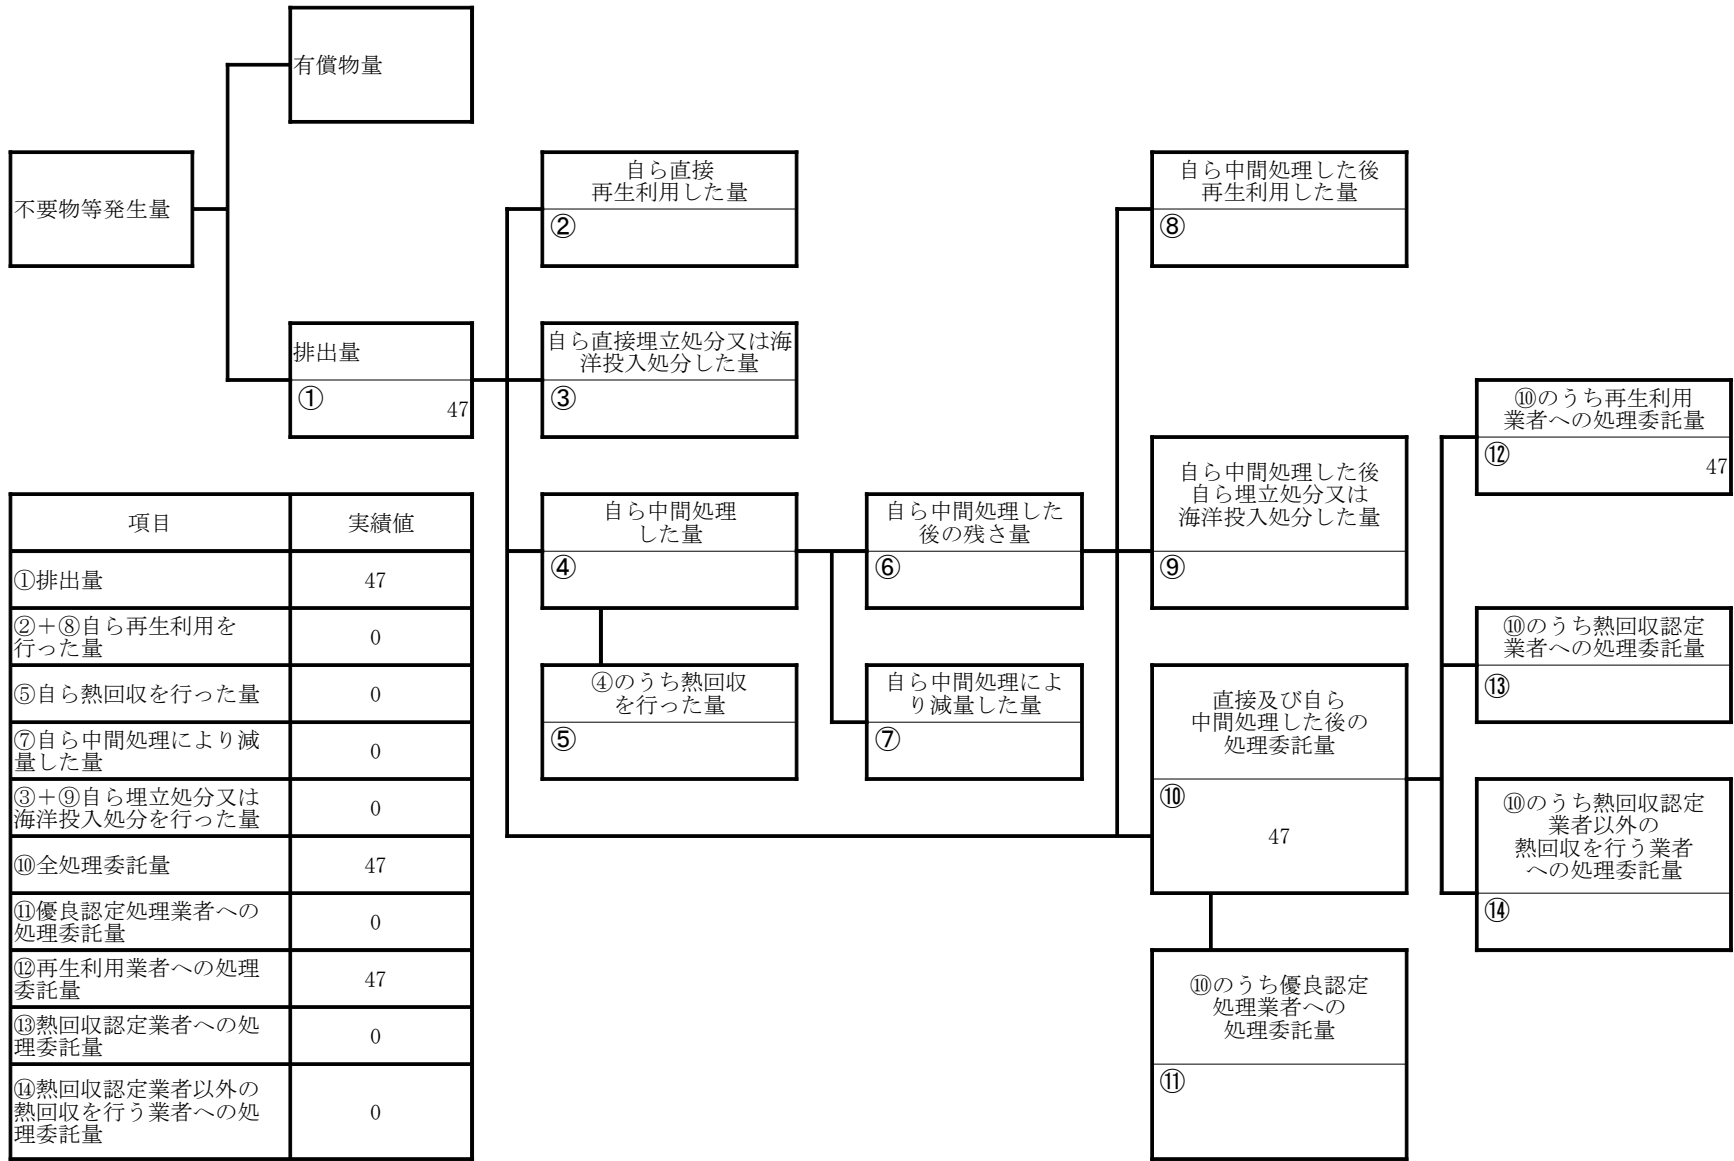 有償物量
不要物等発生量
排出量
①
47
自ら直接
再生利用した量
②
自ら直接埋立処分又は海
洋投入処分した量
③
自ら中間処理
した量
④
④のうち熱回収
を行った量
⑤
自ら中間処理した
後の残さ量
⑥
自ら中間処理によ
り減量した量
⑦
自ら中間処理した後
再生利用した量
⑧
自ら中間処理した後
自ら埋立処分又は
海洋投入処分した量
⑨
直接及び自ら
中間処理した後の
処理委託量
⑩
47
⑩のうち優良認定
処理業者への
処理委託量
⑪
⑩のうち再生利用
業者への処理委託量
⑫
47
⑩のうち熱回収認定
業者への処理委託量
⑬
⑩のうち熱回収認定
業者以外の
熱回収を行う業者
への処理委託量
⑭
項目 実績値
①排出量 47
②＋⑧自ら再生利用を
行った量 0
⑤自ら熱回収を行った量 0
⑦自ら中間処理により減
量した量 0
③＋⑨自ら埋立処分又は
海洋投入処分を行った量 0
⑩全処理委託量 47
⑪優良認定処理業者への
処理委託量 0
⑫再生利用業者への処理
委託量 47
⑬熱回収認定業者への処
理委託量 0
⑭熱回収認定業者以外の
熱回収を行う業者への処
理委託量 0